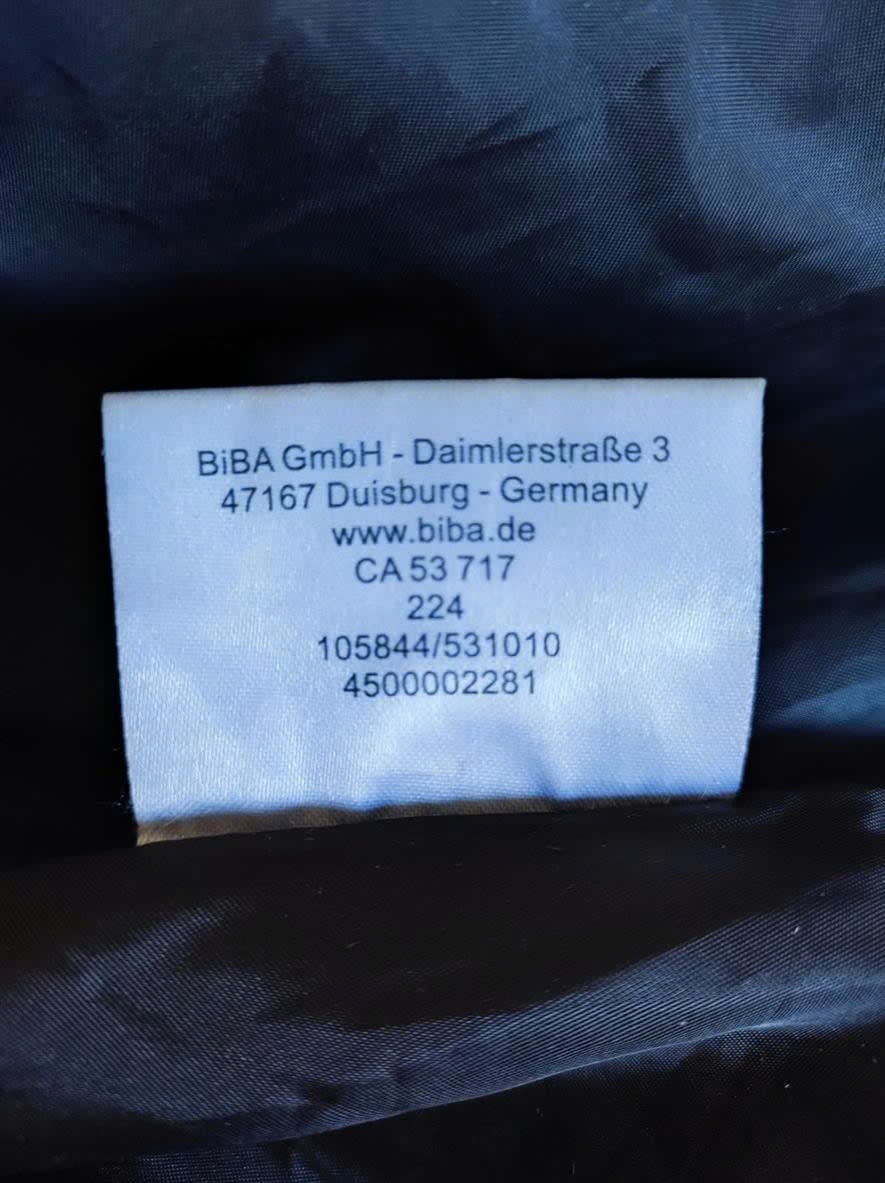 BiBA GmbH - Daimlerstraße 3
47167 Duisburg - Germany
www.biba.de
CA 53 717
224
105844/531010
4500002281